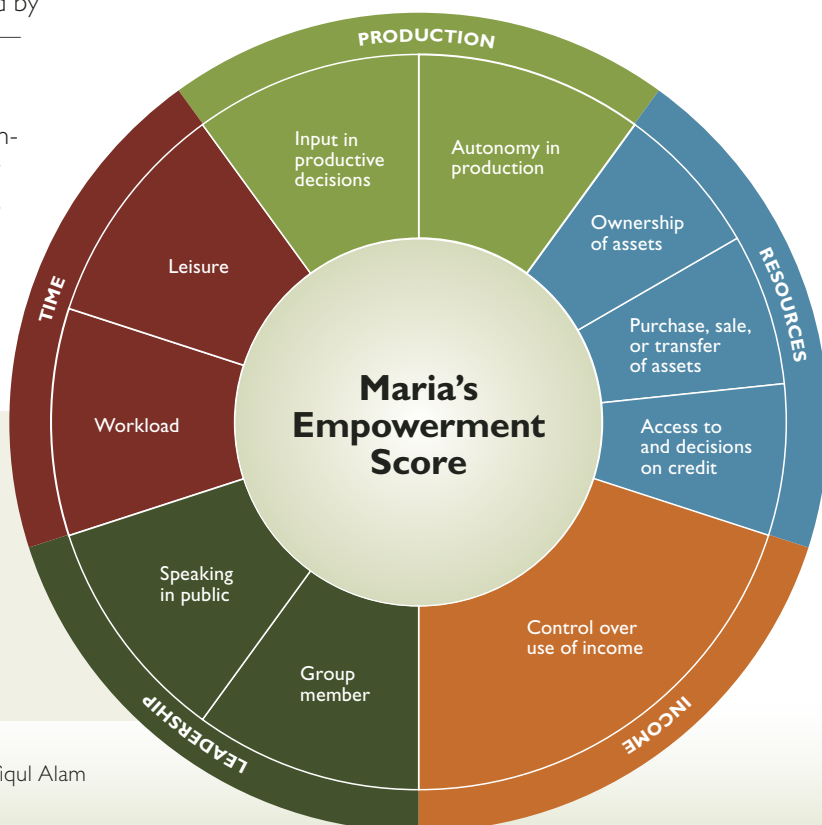 d by
n-
PRODUCTION
Input in
productive
decisions
Autonomy in
production
RESOURCES
Ownership
of assets
Purchase, sale,
or transfer
of assets
Access to
and decisions
on credit
INCOME
Control over
use of income
LEADERSHIP
Group
member
Speaking
in public
TIME
Workload
Leisure
Maria’s
Empowerment
Score
iqul Alam